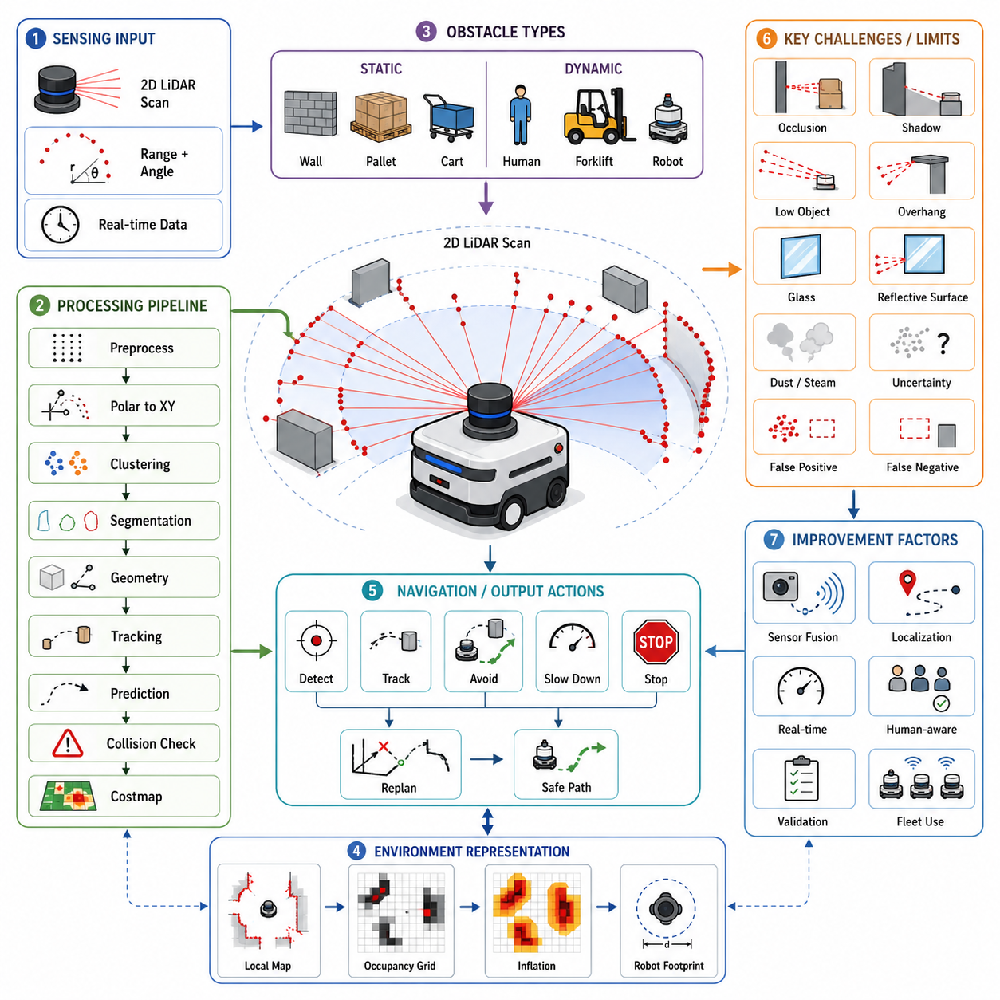 1 SENSING INPUT
2D LiDAR
Scan
r θ
Range +
Angle
Real-time Data
2 PROCESSING PIPELINE
Preprocess
Polar to XY
Clustering
Segmentation
Geometry
Tracking
Prediction
Collision Check
Costmap
3 OBSTACLE TYPES
STATIC
DYNAMIC
Wall
Pallet
Cart
Human
Forklift
Robot
2D LiDAR Scan
5 NAVIGATION / OUTPUT ACTIONS
Detect
Track
Avoid
Slow Down
STOP
Stop
Replan
Safe Path
4 ENVIRONMENT REPRESENTATION
Local Map
Occupancy Grid
Inflation
d
Robot Footprint
6 KEY CHALLENGES / LIMITS
Occlusion
Shadow
Low Object
Overhang
Glass
Reflective Surface
Dust / Steam
?
Uncertainty
False Positive
False Negative
7 IMPROVEMENT FACTORS
Sensor Fusion
Localization
Real-time
Human-aware
Validation
Fleet Use